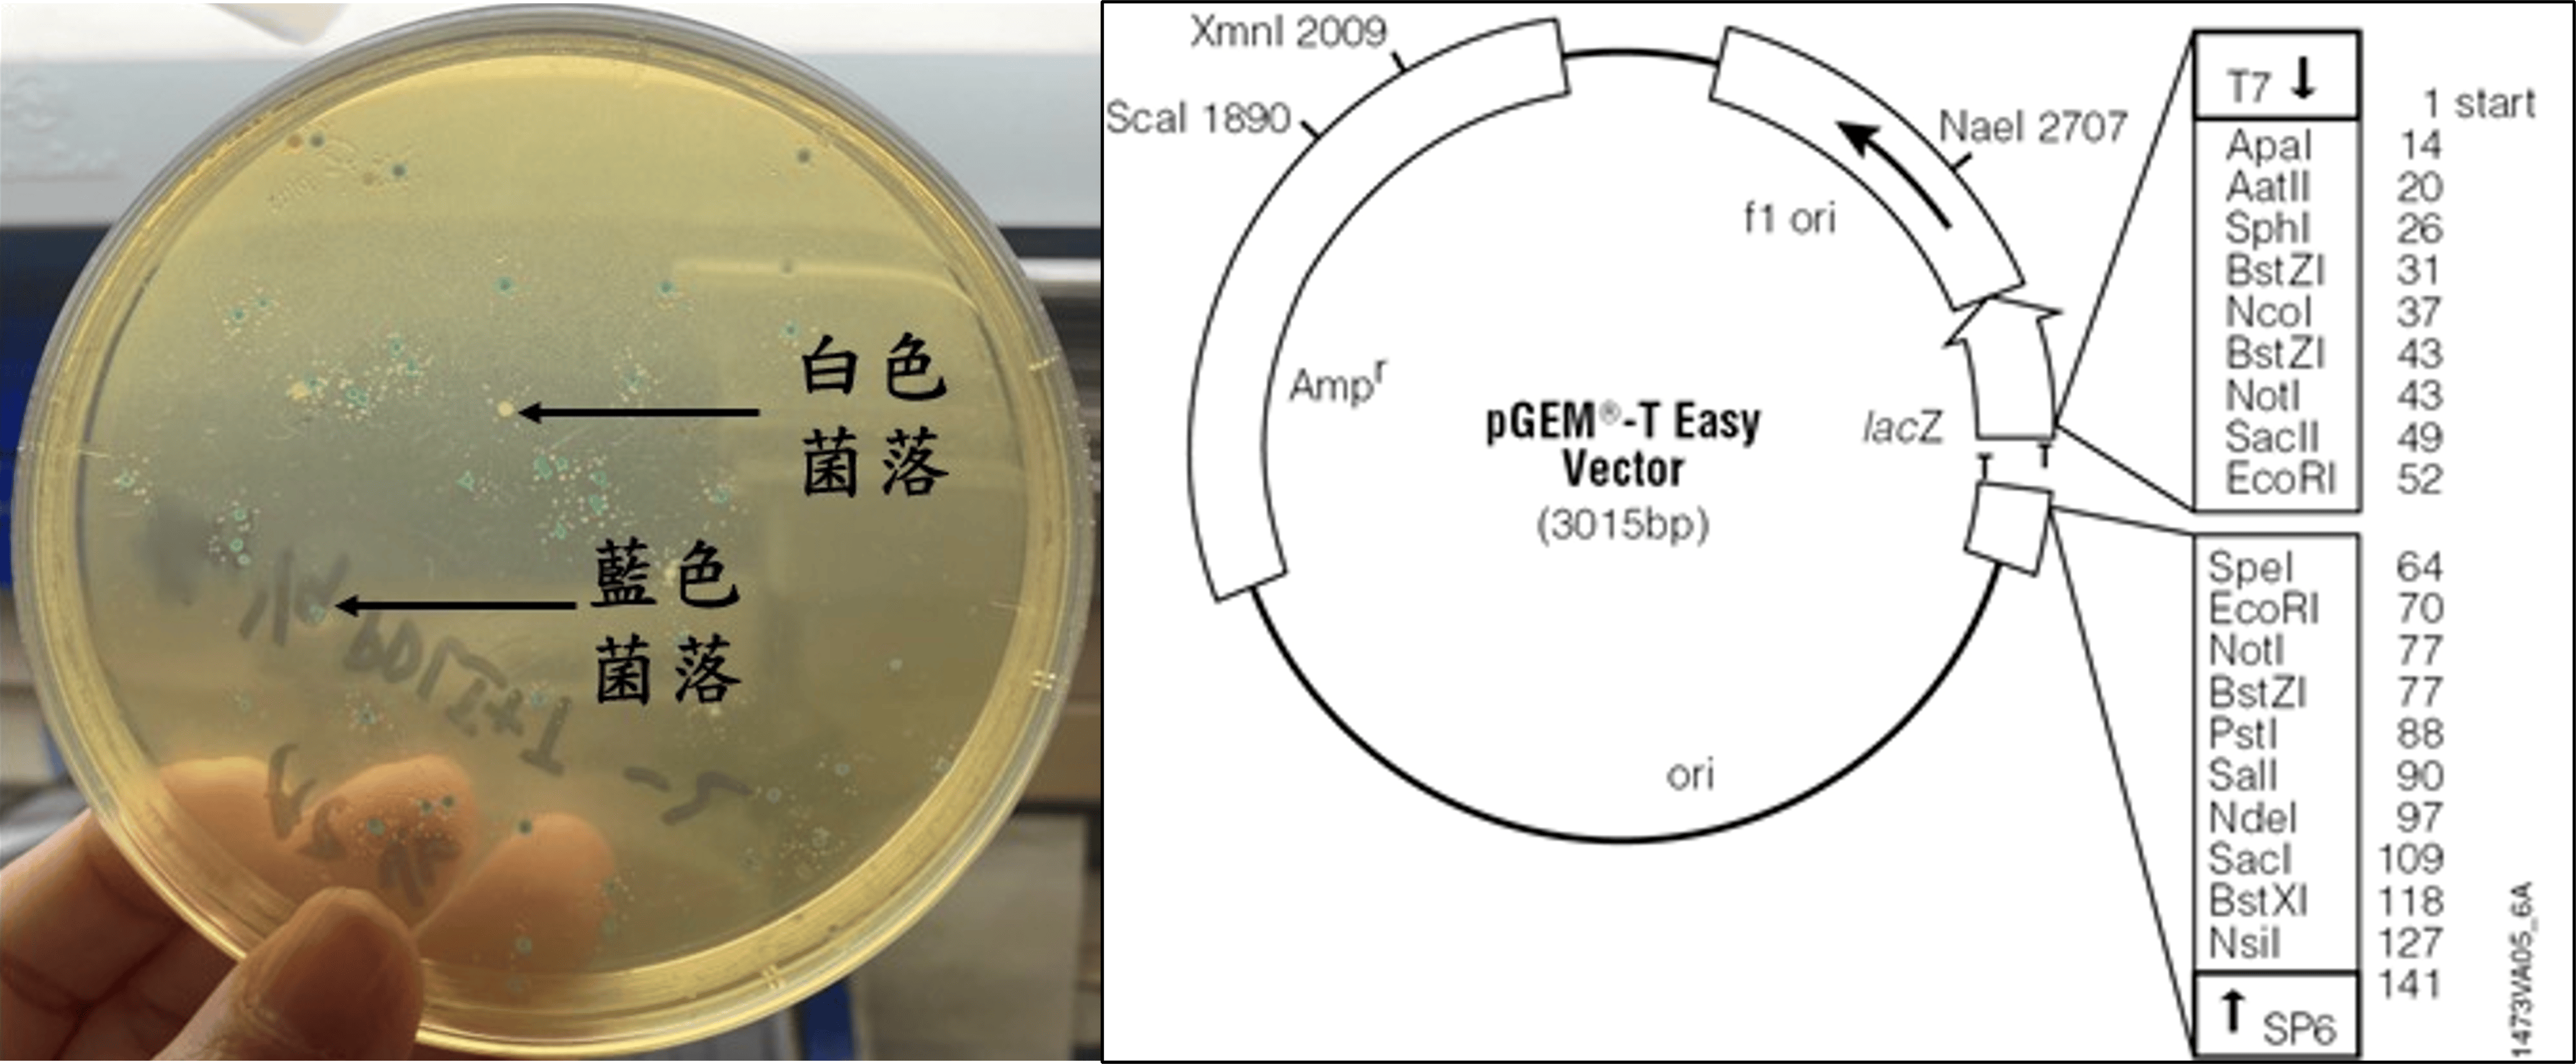 白色
菌落
藍色
菌落
XmnI 2009
ScaI 1890
NaeI 2707
f1 ori
Ampr
lacZ
T
T
pGEM®-T Easy
Vector
(3015bp)
ori
T7 ↓
1 start
ApaI 14
AatII 20
SphI 26
BstZI 31
NcoI 37
BstZI 43
NotI 43
SacII 49
EcoRI 52
SpeI 64
EcoRI 70
NotI 77
BstZI 77
PstI 88
SalI 90
NdeI 97
SacI 109
BstXI 118
NsiI 127
141
↑ SP6
1473VA05_6A